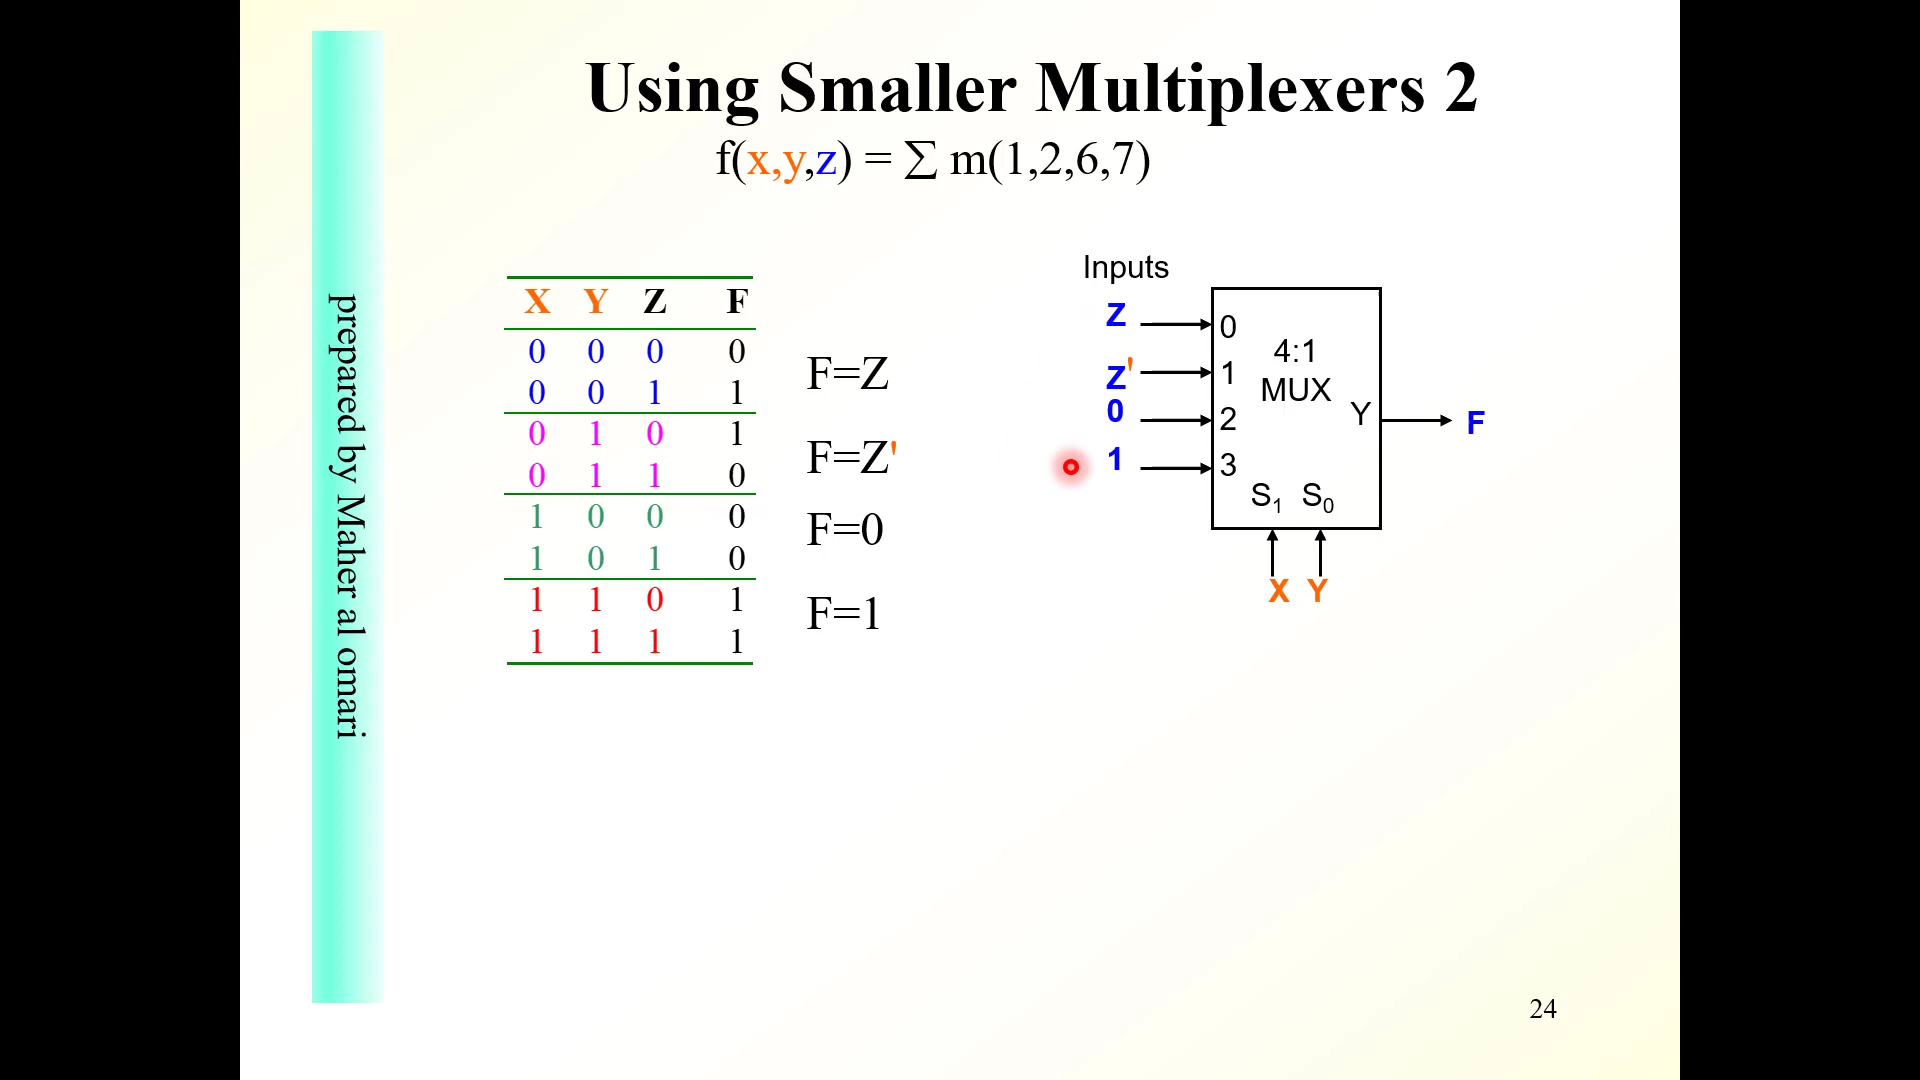 Using Smaller Multiplexers 2
f(x,y,z) = ∑ m(1,2,6,7)
prepared by Maher al omari
X Y Z F
0 0 0 0
0 0 1 1
0 1 0 1
0 1 1 0
1 0 0 0
1 0 1 0
1 1 0 1
1 1 1 1
F=Z
F=Z'
F=0
F=1
Inputs
Z
Z'
0
1
0
1
2
3
4:1
MUX
Y
S₁ S₀
X Y
F
24